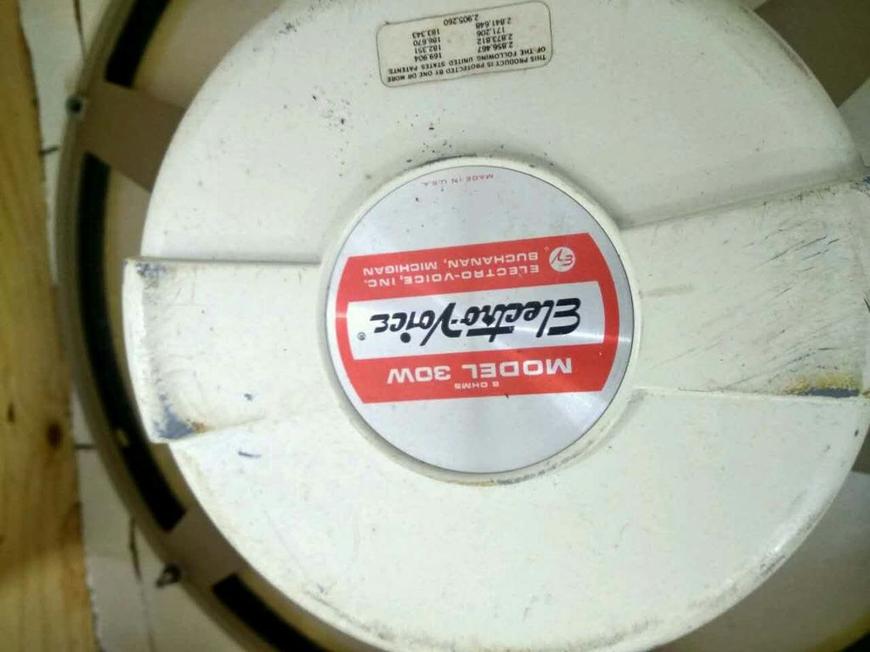 MODEL 30W
8 OHMS
Electro-Voice®
ELECTRO-VOICE, INC.
BUCHANAN, MICHIGAN
EV
MADE IN U.S.A.
THIS PRODUCT IS PROTECTED BY ONE OR MORE
OF THE FOLLOWING UNITED STATES PATENTS
2,856,467 169,904
2,873,812 182,351
171,206 186,670
2,841,648 183,343
2,905,260